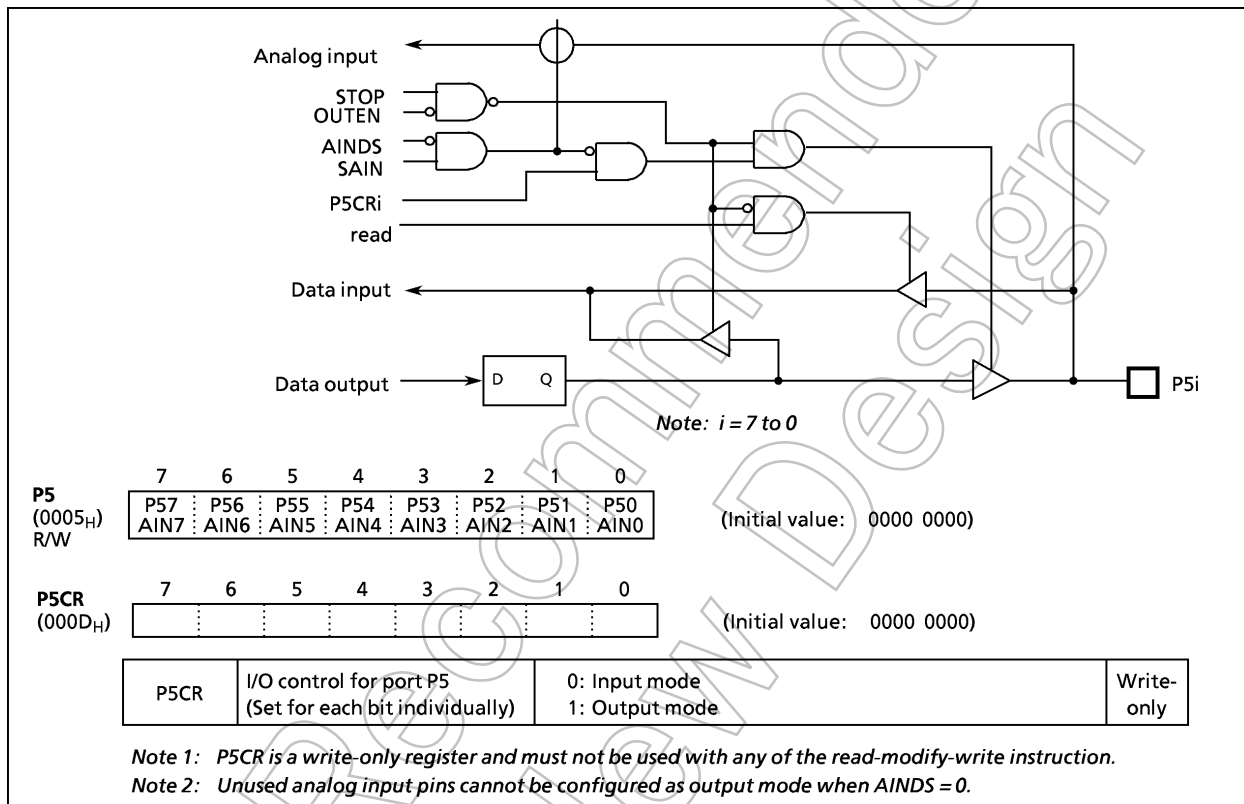 Analog input
STOP
OUTEN
AINDS
SAIN
P5CRi
read
Data input
Data output
D Q
P5i
Note: i = 7 to 0
7 6 5 4 3 2 1 0
P5
(0005H)
R/W
P57 P56 P55 P54 P53 P52 P51 P50
AIN7 AIN6 AIN5 AIN4 AIN3 AIN2 AIN1 AIN0
(Initial value: 0000 0000)
7 6 5 4 3 2 1 0
P5CR
(000DH)
(Initial value: 0000 0000)
P5CR
I/O control for port P5
(Set for each bit individually)
0: Input mode
1: Output mode
Write-
only
Note 1: P5CR is a write-only register and must not be used with any of the read-modify-write instruction.
Note 2: Unused analog input pins cannot be configured as output mode when AINDS = 0.
Recommended
New Design